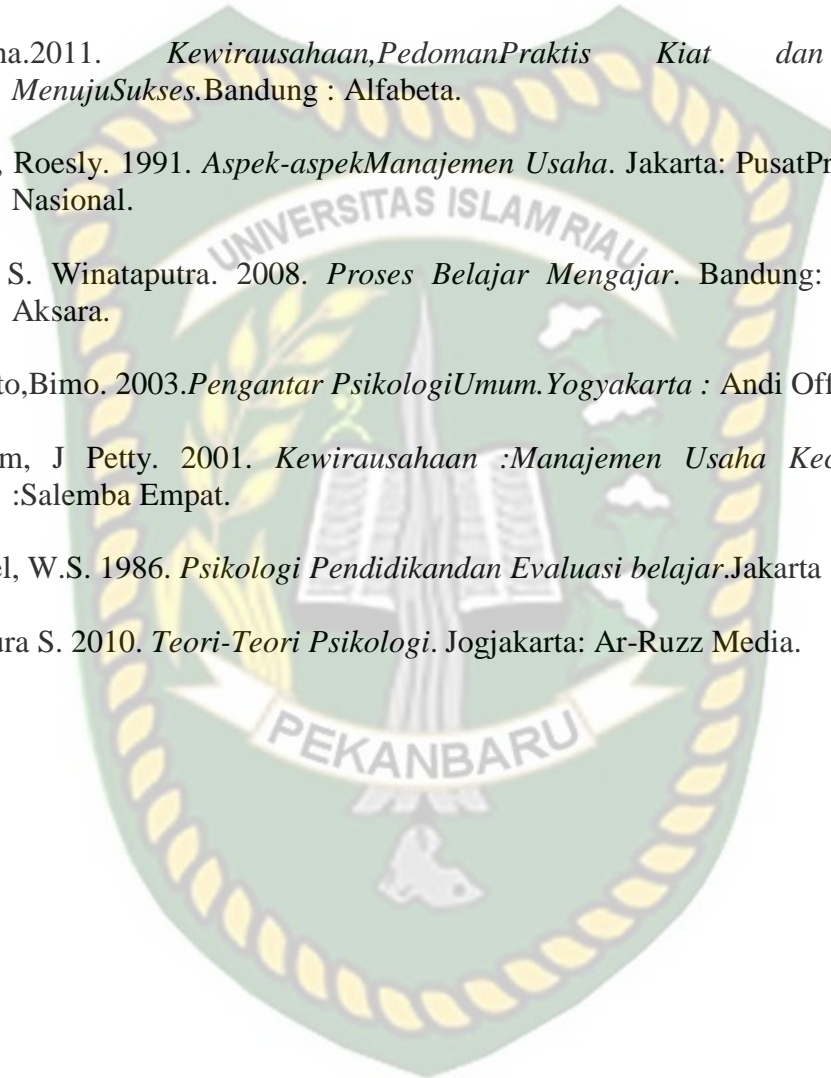 na.2011. Kewirausahaan,PedomanPraktis Kiat dan
MenujuSukses.Bandung : Alfabeta.
, Roesly. 1991. Aspek-aspekManajemen Usaha. Jakarta: PusatPr
Nasional.
UNIVERSITAS ISLAM RIAU
S. Winataputra. 2008. Proses Belajar Mengajar. Bandung:
Aksara.
to,Bimo. 2003.Pengantar PsikologiUmum.Yogyakarta : Andi Off
m, J Petty. 2001. Kewirausahaan :Manajemen Usaha Kec
:Salemba Empat.
el, W.S. 1986. Psikologi Pendidikandan Evaluasi belajar.Jakarta
ura S. 2010. Teori-Teori Psikologi. Jogjakarta: Ar-Ruzz Media.
PEKANBARU